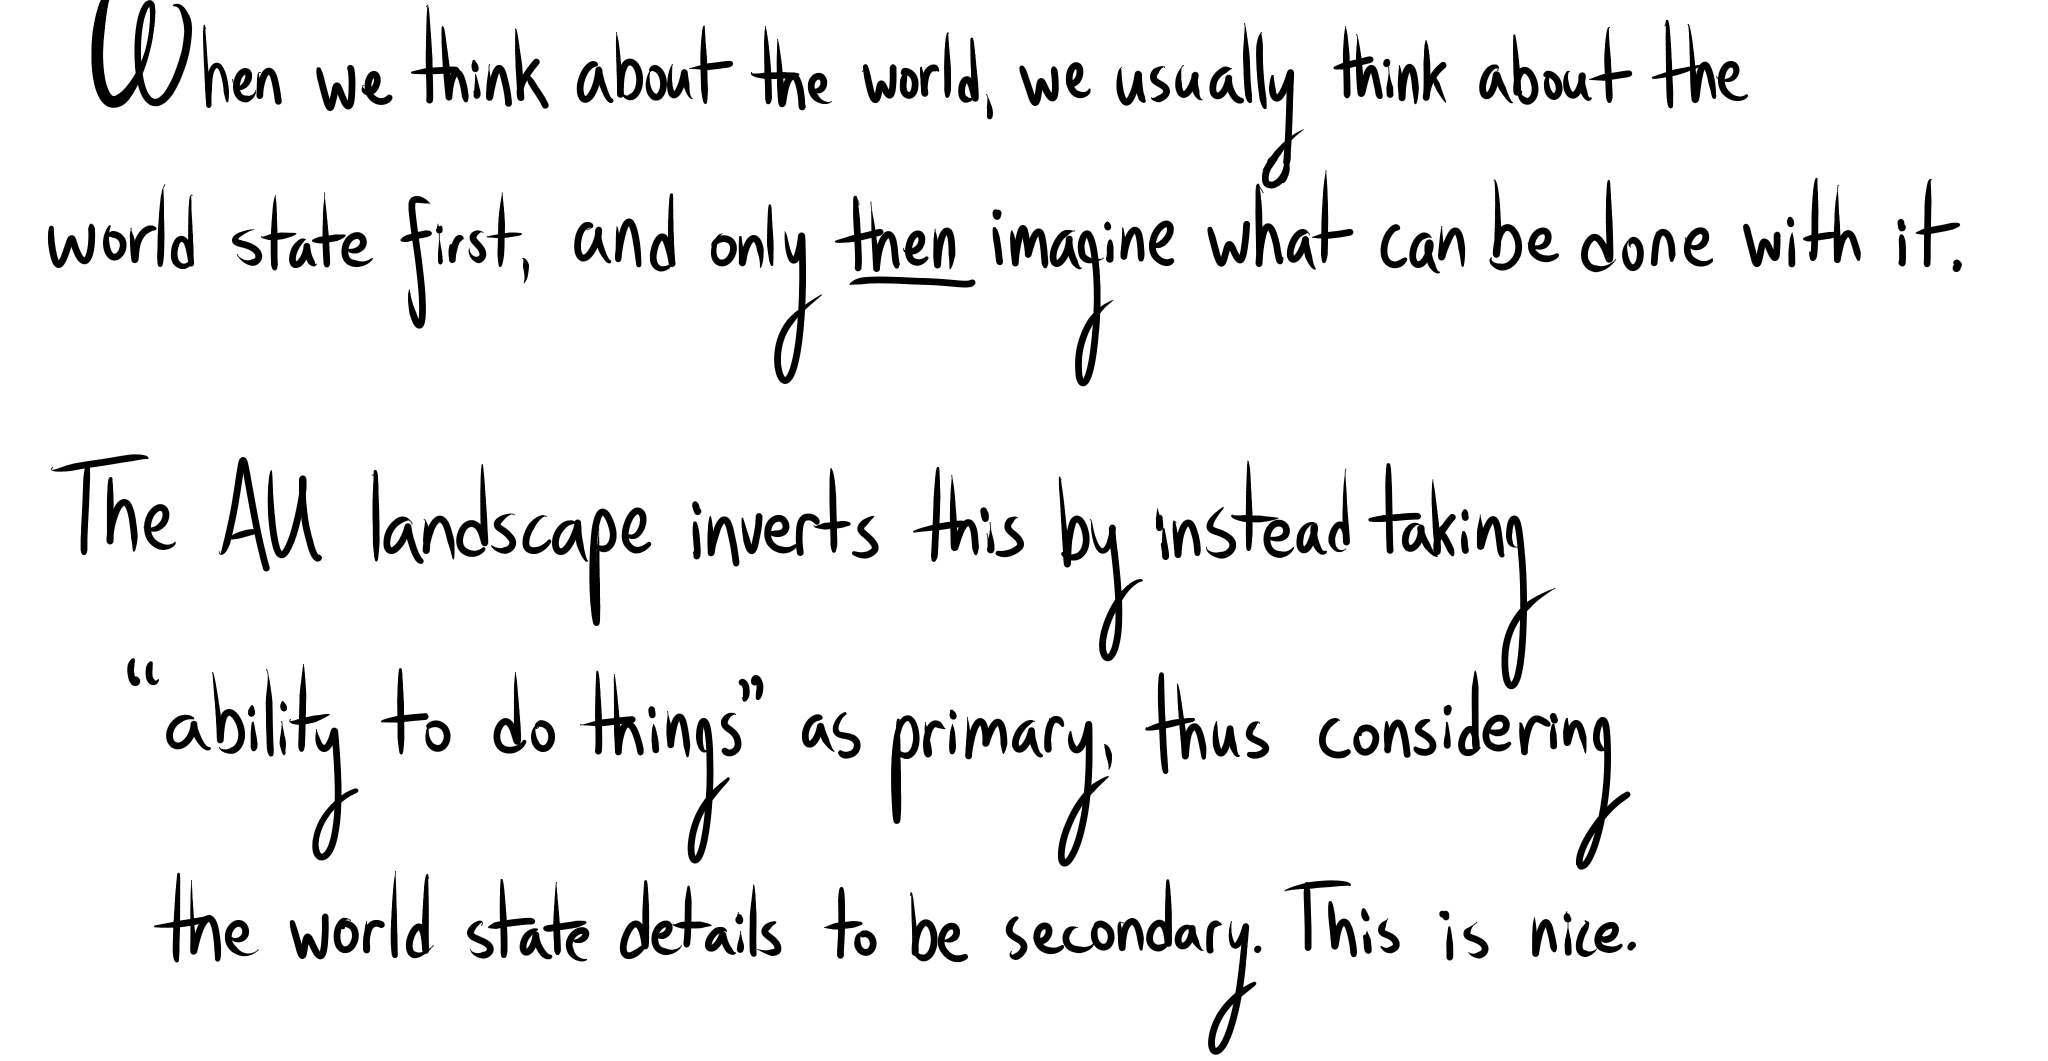 When we think about the world, we usually think about the
world state first, and only then imagine what can be done with it.
The AU landscape inverts this by instead taking
“ability to do things” as primary, thus considering
the world state details to be secondary. This is nice.